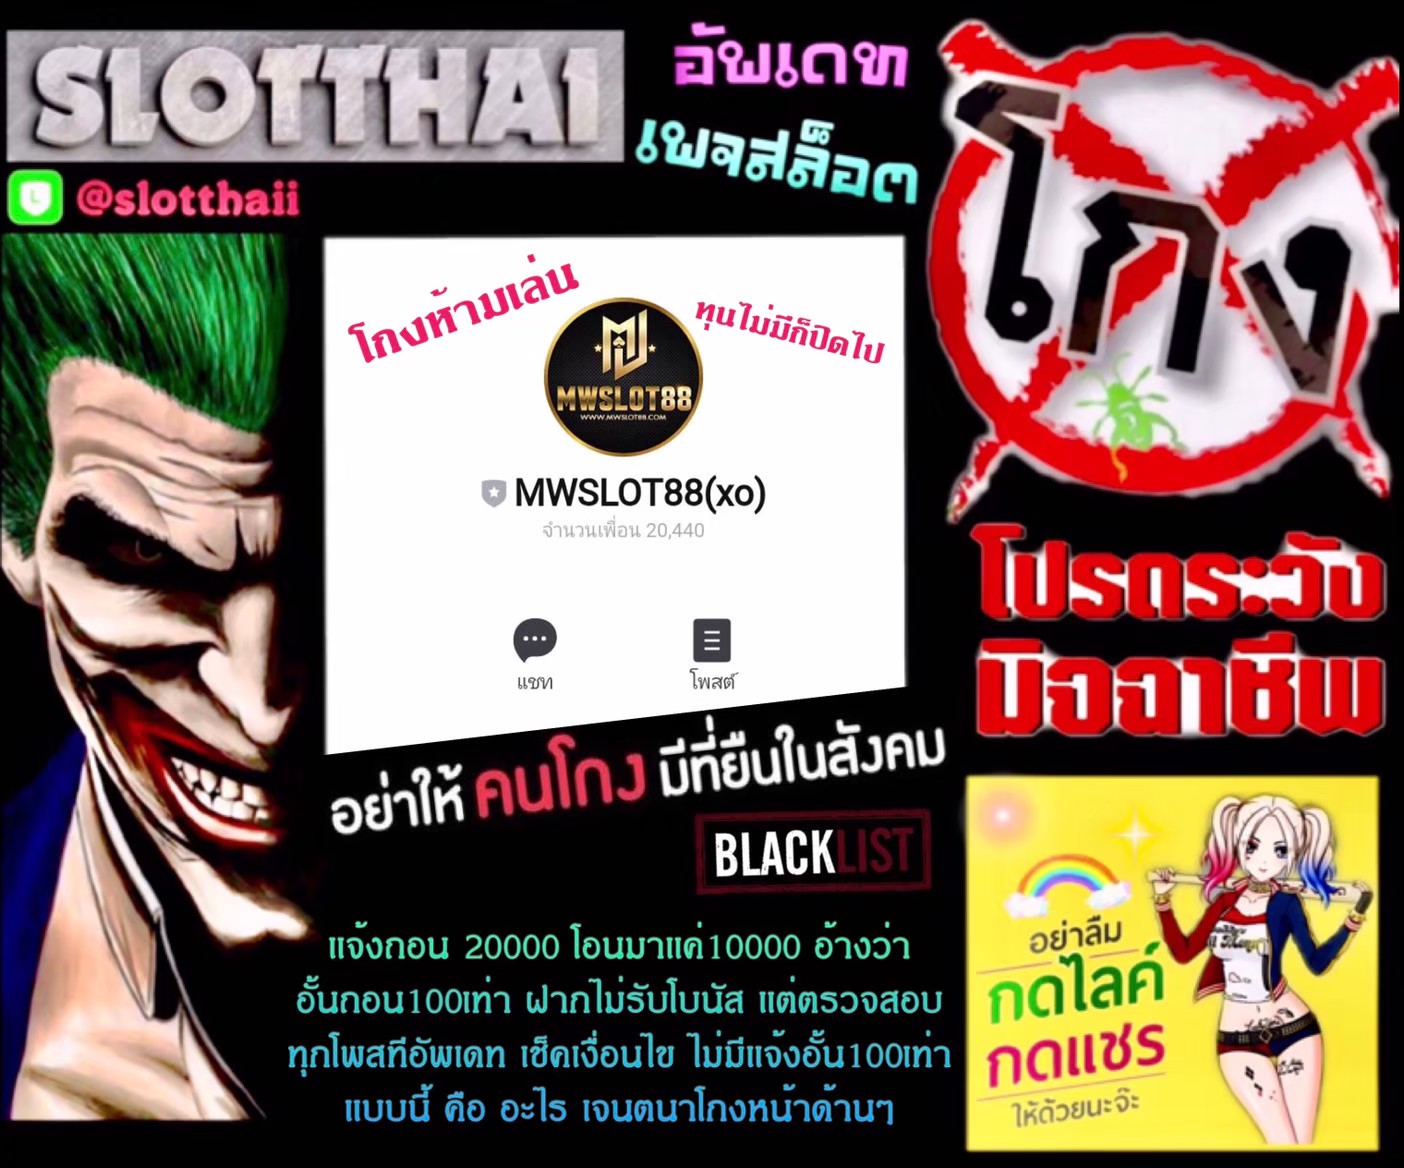 SLOTTHAI
@slotthaii
อัพเดท
เพจสล็อต
โกง
โกงห้ามเล่น
ทุนไม่มีก็ปิดไป
MWSLOT88
WWW.MWSLOT88.COM
MWSLOT88(xo)
จำนวนเพื่อน 20,440
แชท
โพสต์
โปรดระวัง
มิจฉาชีพ
อย่าให้ คนโกง มีที่ยืนในสังคม
BLACKLIST
แจ้งถอน 20000 โอนมาแค่10000 อ้างว่า
อั้นถอน100เท่า ฝากไม่รับโบนัส แต่ตรวจสอบ
ทุกโพสทีอัพเดท เช็คเงื่อนไข ไม่มีแจ้งอั้น100เท่า
แบบนี้ คือ อะไร เจนตนาโกงหน้าด้านๆ
อย่าลืม
กดไลค์
กดแชร
ให้ด้วยนะจ๊ะ